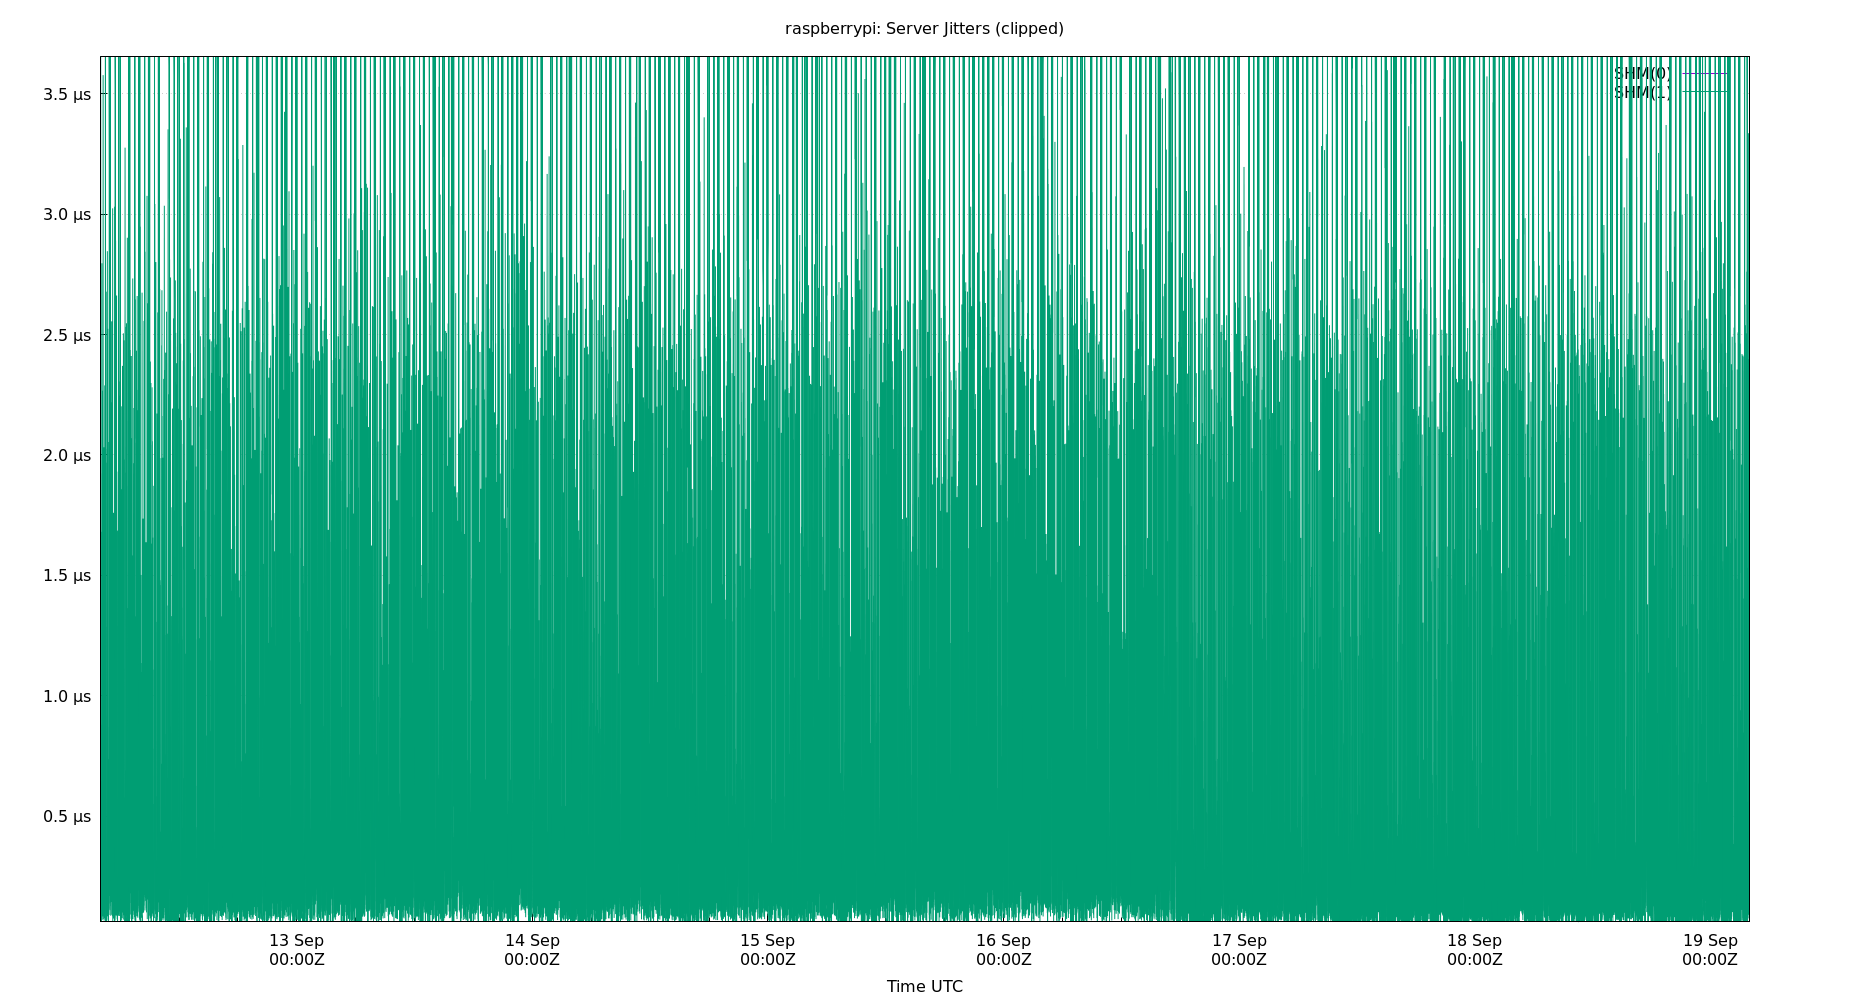 raspberrypi: Server Jitters (clipped)
SHM(0)
SHM(1)
3.5 µs
3.0 µs
2.5 µs
2.0 µs
1.5 µs
1.0 µs
0.5 µs
13 Sep 14 Sep 15 Sep 16 Sep 17 Sep 18 Sep 19 Sep
00:00Z 00:00Z 00:00Z 00:00Z 00:00Z 00:00Z 00:00Z
Time UTC